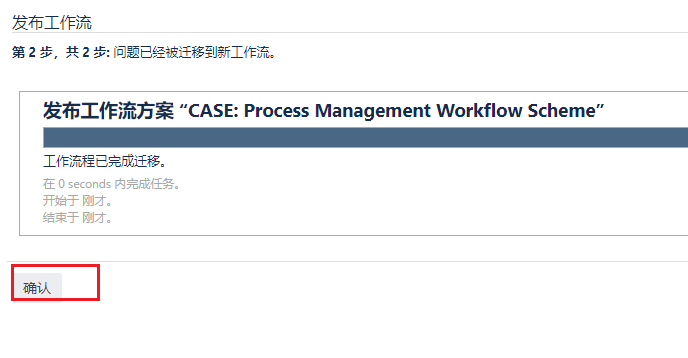 发布工作流
第 2 步，共 2 步: 问题已经被迁移到新工作流。
发布工作流方案 “CASE: Process Management Workflow Scheme”
工作流程已完成迁移。
在 0 seconds 内完成任务。
开始于 刚才。
结束于 刚才。
确认